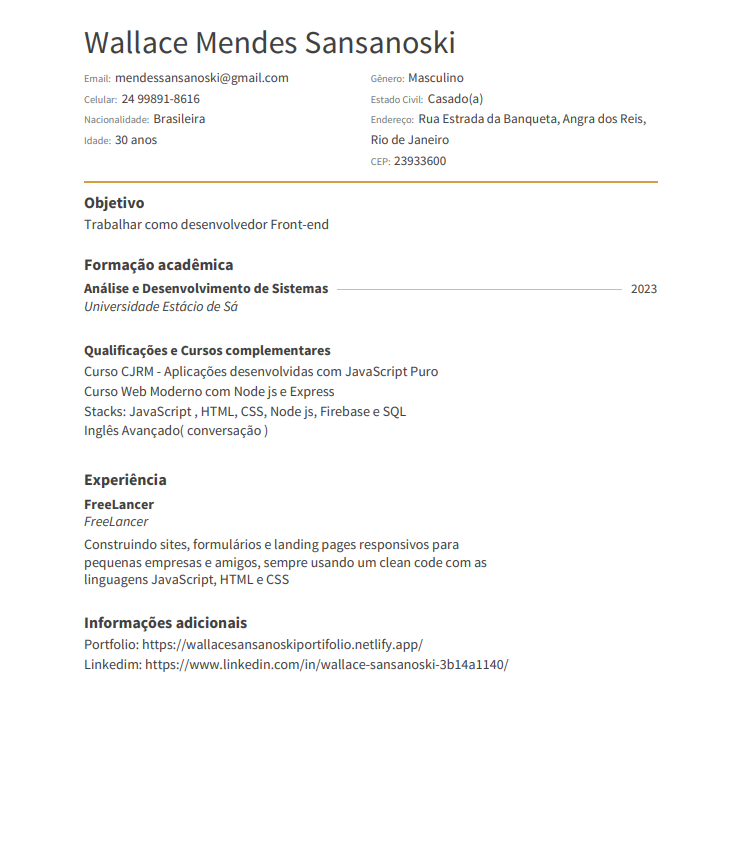 Wallace Mendes Sansanoski
Email: mendessansanoski@gmail.com
Celular: 24 99891-8616
Nacionalidade: Brasileira
Idade: 30 anos
Gênero: Masculino
Estado Civil: Casado(a)
Endereço: Rua Estrada da Banqueta, Angra dos Reis,
Rio de Janeiro
CEP: 23933600
Objetivo
Trabalhar como desenvolvedor Front-end
Formação acadêmica
Análise e Desenvolvimento de Sistemas 2023
Universidade Estácio de Sá
Qualificações e Cursos complementares
Curso CJRM - Aplicações desenvolvidas com JavaScript Puro
Curso Web Moderno com Node js e Express
Stacks: JavaScript , HTML, CSS, Node js, Firebase e SQL
Inglês Avançado( conversação )
Experiência
FreeLancer
FreeLancer
Construindo sites, formulários e landing pages responsivos para
pequenas empresas e amigos, sempre usando um clean code com as
linguagens JavaScript, HTML e CSS
Informações adicionais
Portfolio: https://wallacesansanoskiportifolio.netlify.app/
Linkedim: https://www.linkedin.com/in/wallace-sansanoski-3b14a1140/